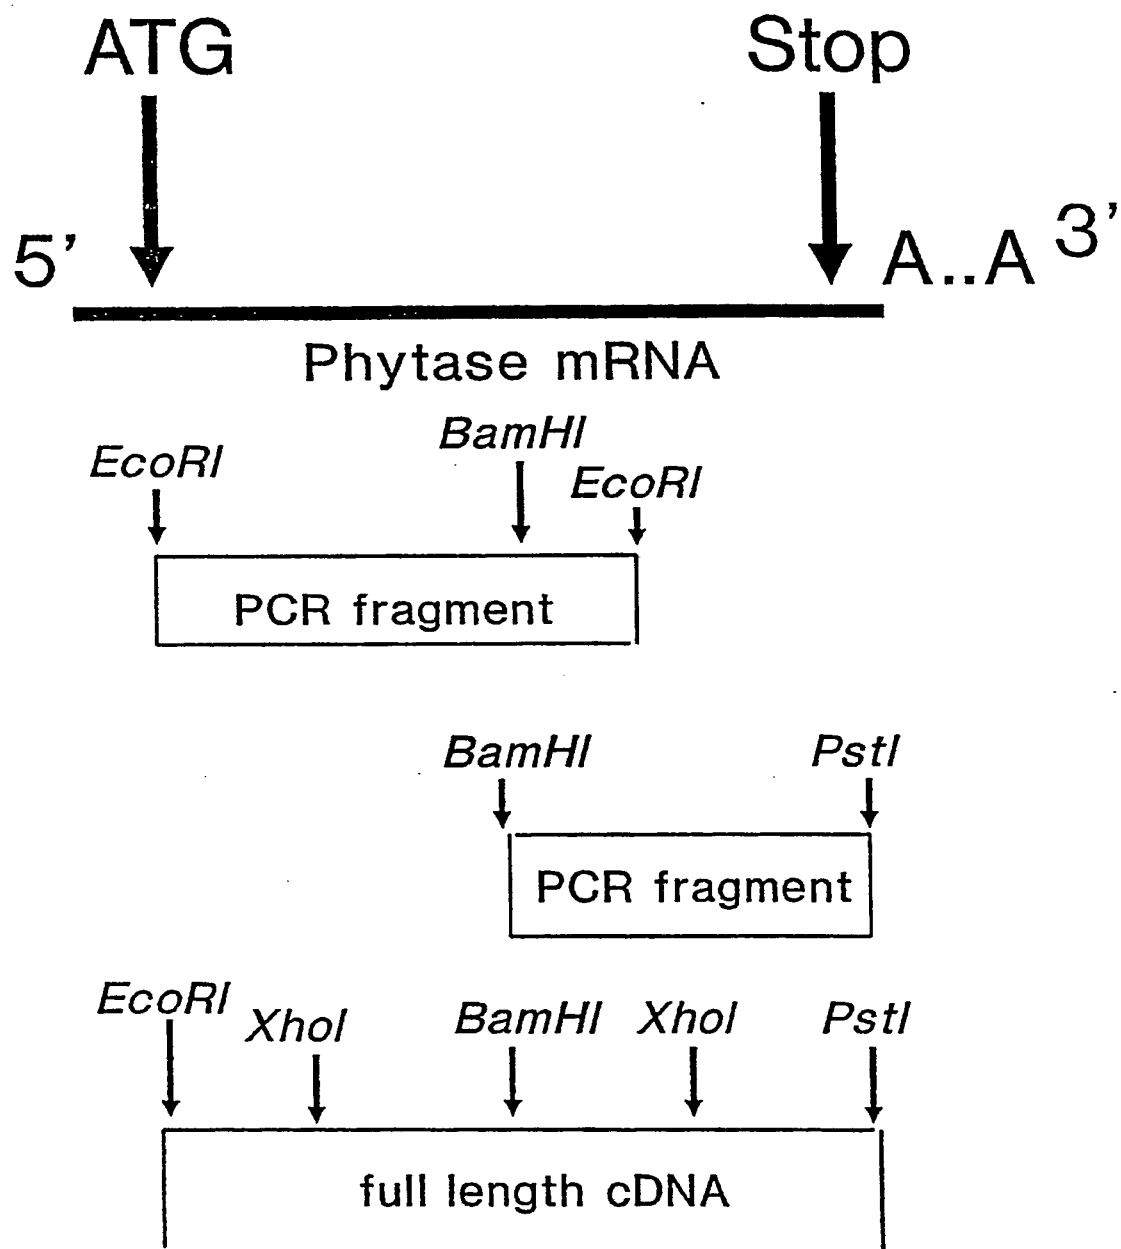 ATG Stop
5' A..A 3'
Phytase mRNA
EcoRI BamHI EcoRI
PCR fragment
BamHI PstI
PCR fragment
EcoRI XhoI BamHI XhoI PstI
full length cDNA